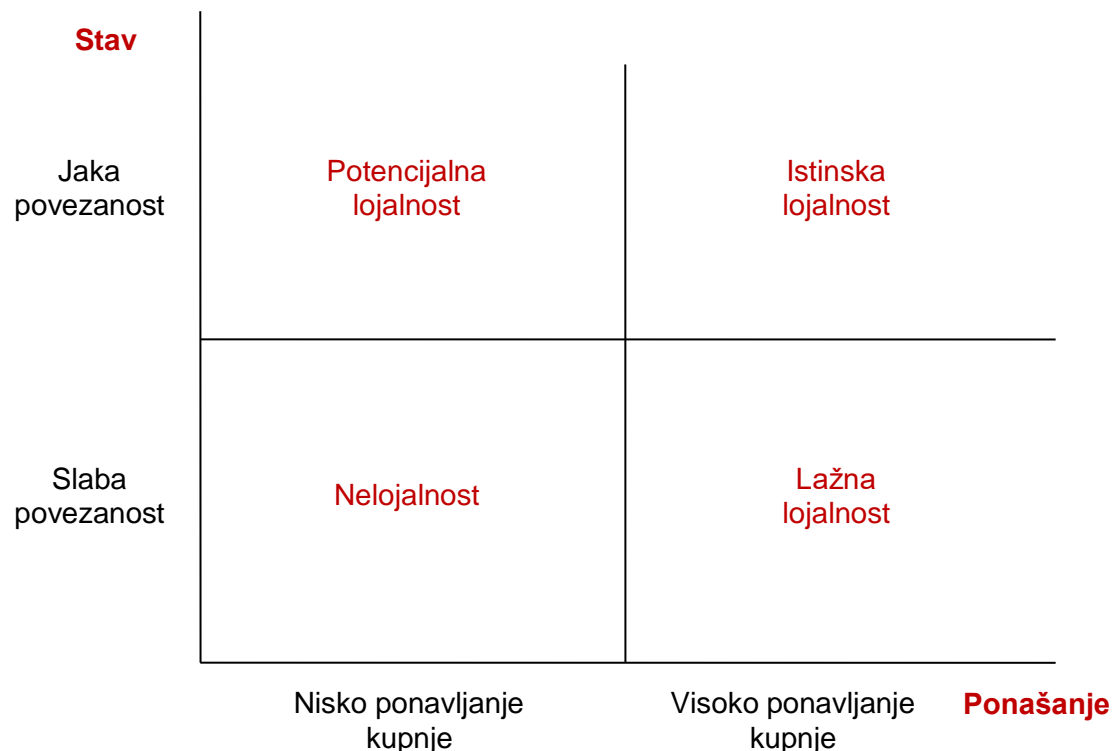 Stav
Jaka
povezanost
Potencijalna
lojalnost
Istinska
lojalnost
Slaba
povezanost
Nelojalnost
Lažna
lojalnost
Nisko ponavljanje
kupnje
Visoko ponavljanje
kupnje
Ponašanje